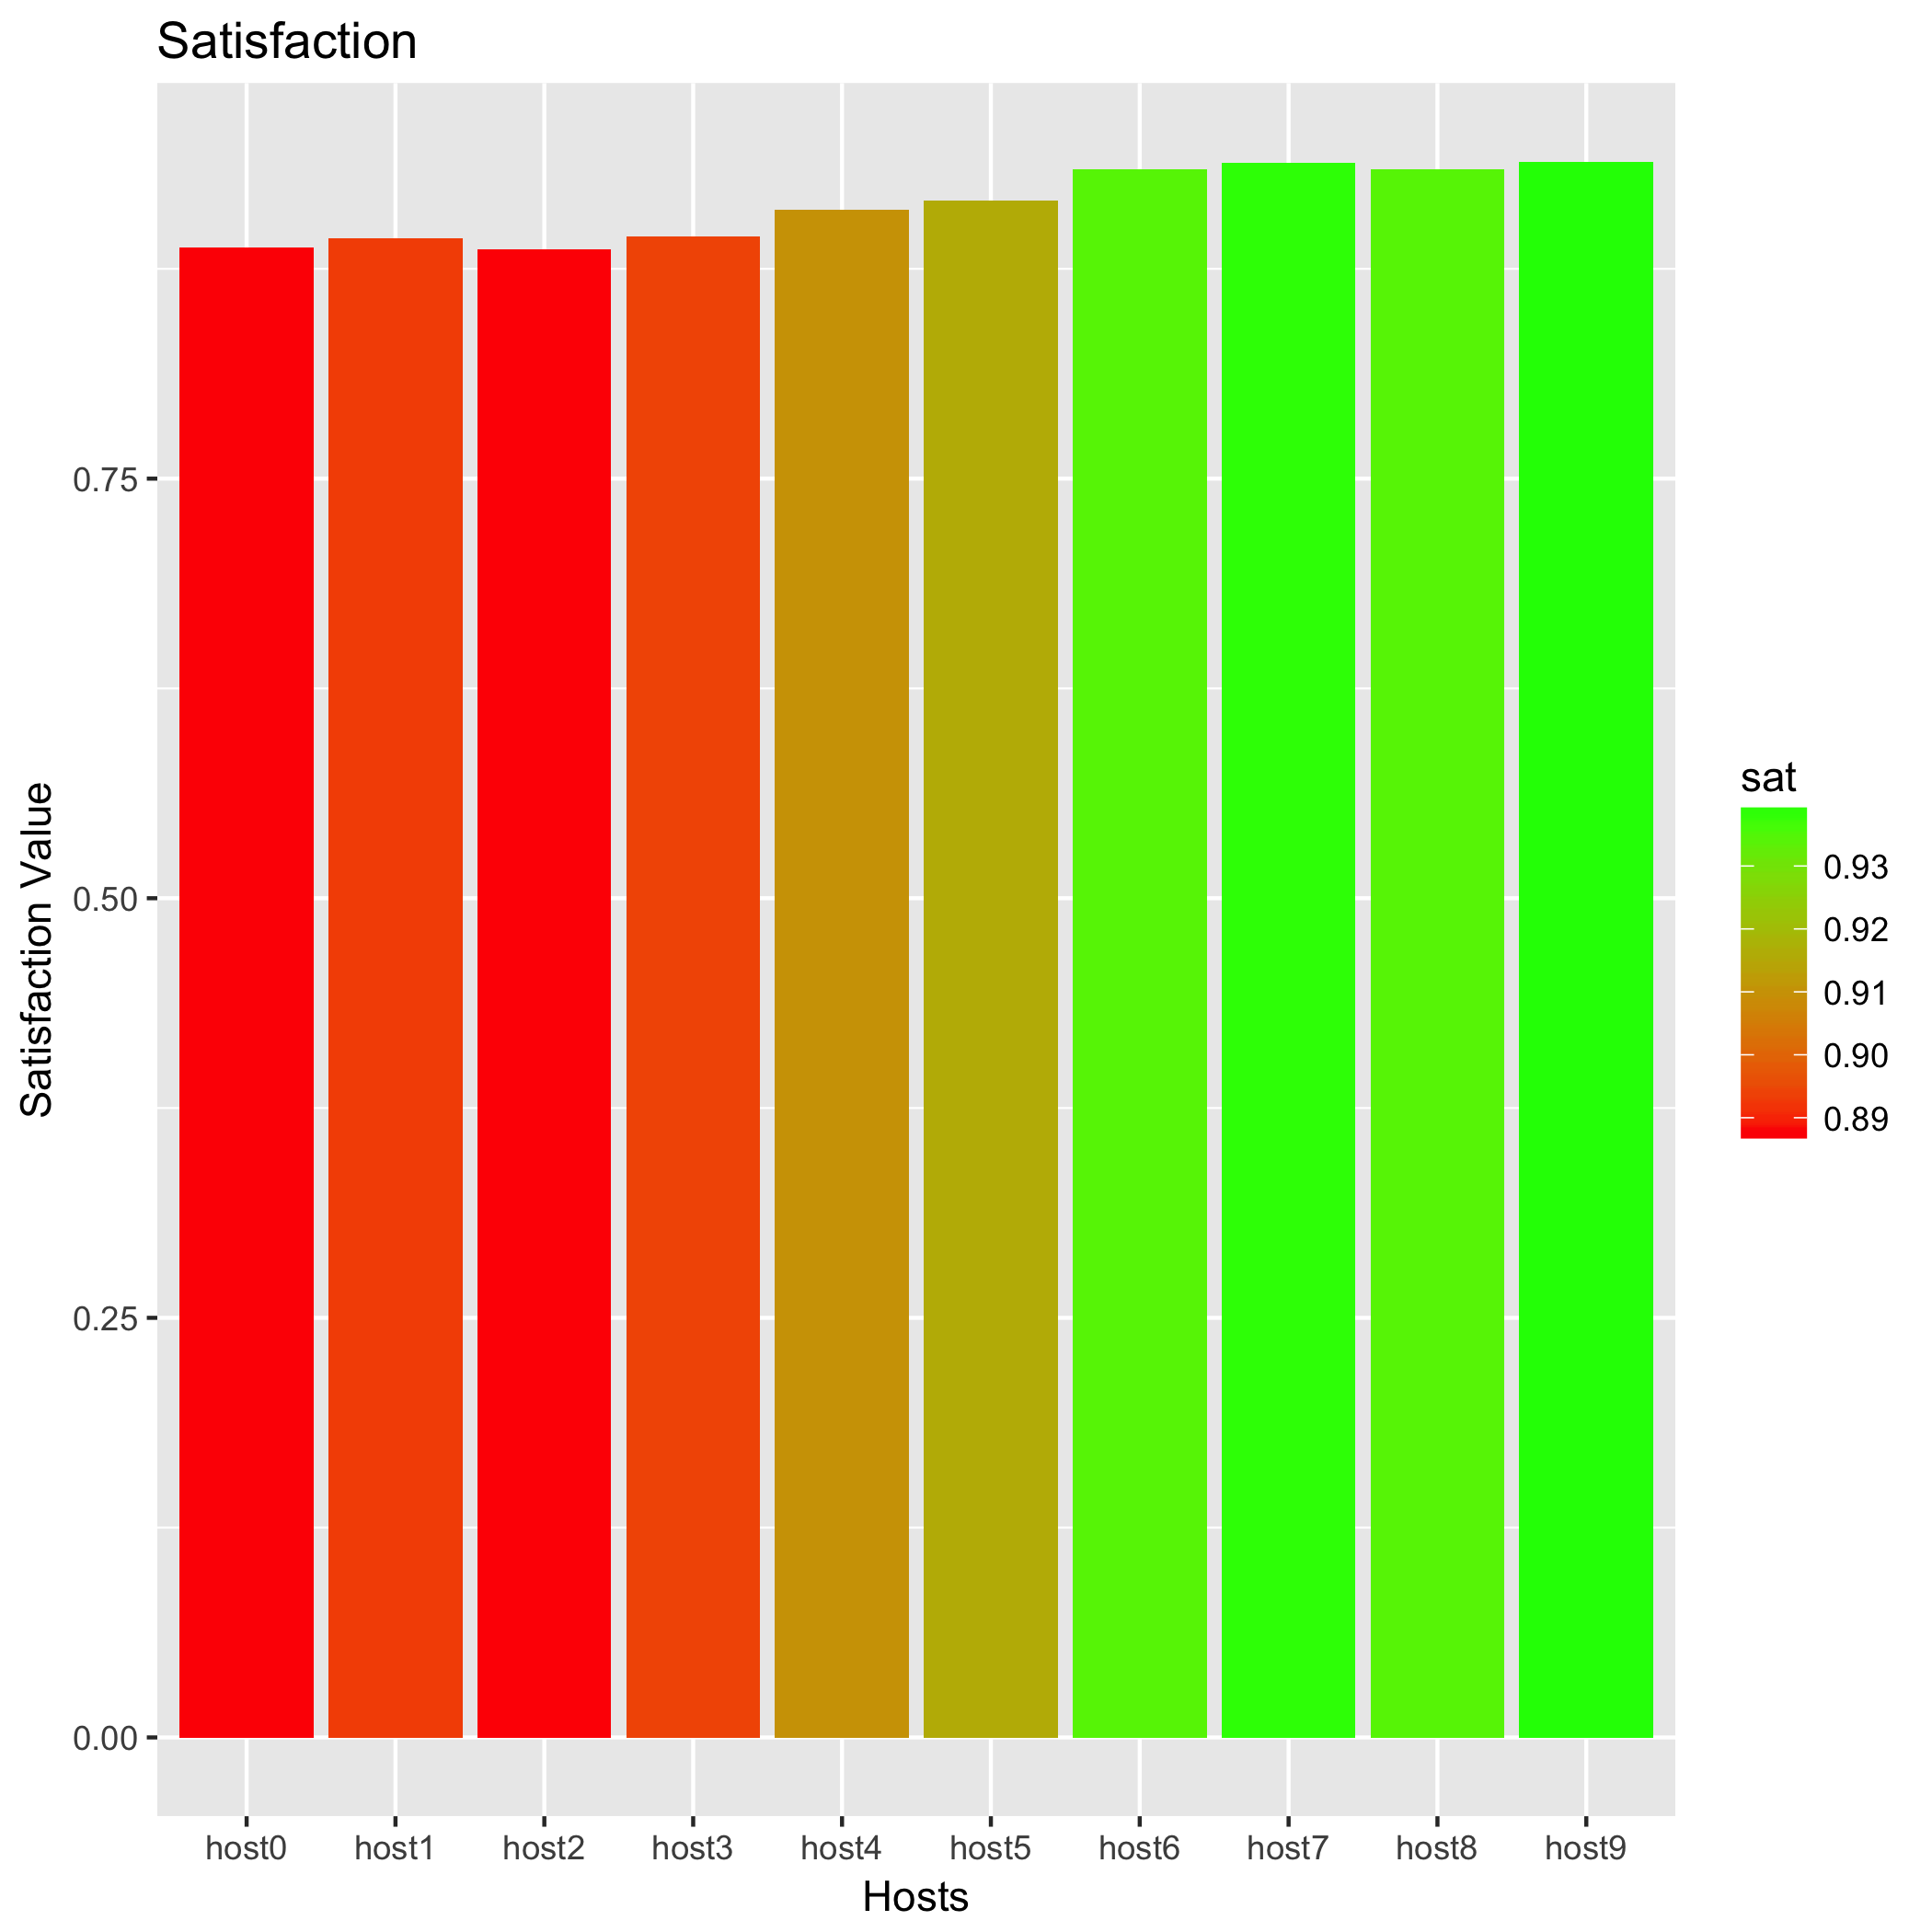 Satisfaction
Satisfaction Value
0.75
0.50
0.25
0.00
host0 host1 host2 host3 host4 host5 host6 host7 host8 host9
Hosts
sat
0.93
0.92
0.91
0.90
0.89